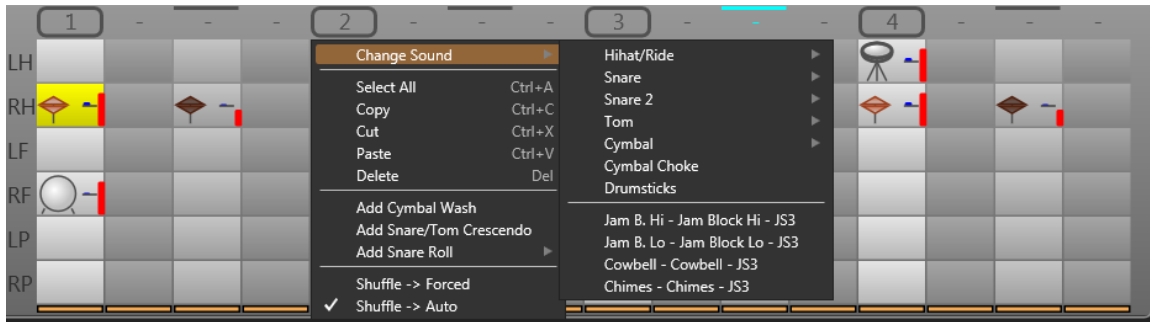 1 - - - 2 - - - 3 - - - 4 - - -
LH
RH
LF
RF
LP
RP
Change Sound
Select All Ctrl+A
Copy Ctrl+C
Cut Ctrl+X
Paste Ctrl+V
Delete Del
Add Cymbal Wash
Add Snare/Tom Crescendo
Add Snare Roll
Shuffle -> Forced
✓ Shuffle -> Auto
Hihat/Ride
Snare
Snare 2
Tom
Cymbal
Cymbal Choke
Drumsticks
Jam B. Hi - Jam Block Hi - JS3
Jam B. Lo - Jam Block Lo - JS3
Cowbell - Cowbell - JS3
Chimes - Chimes - JS3